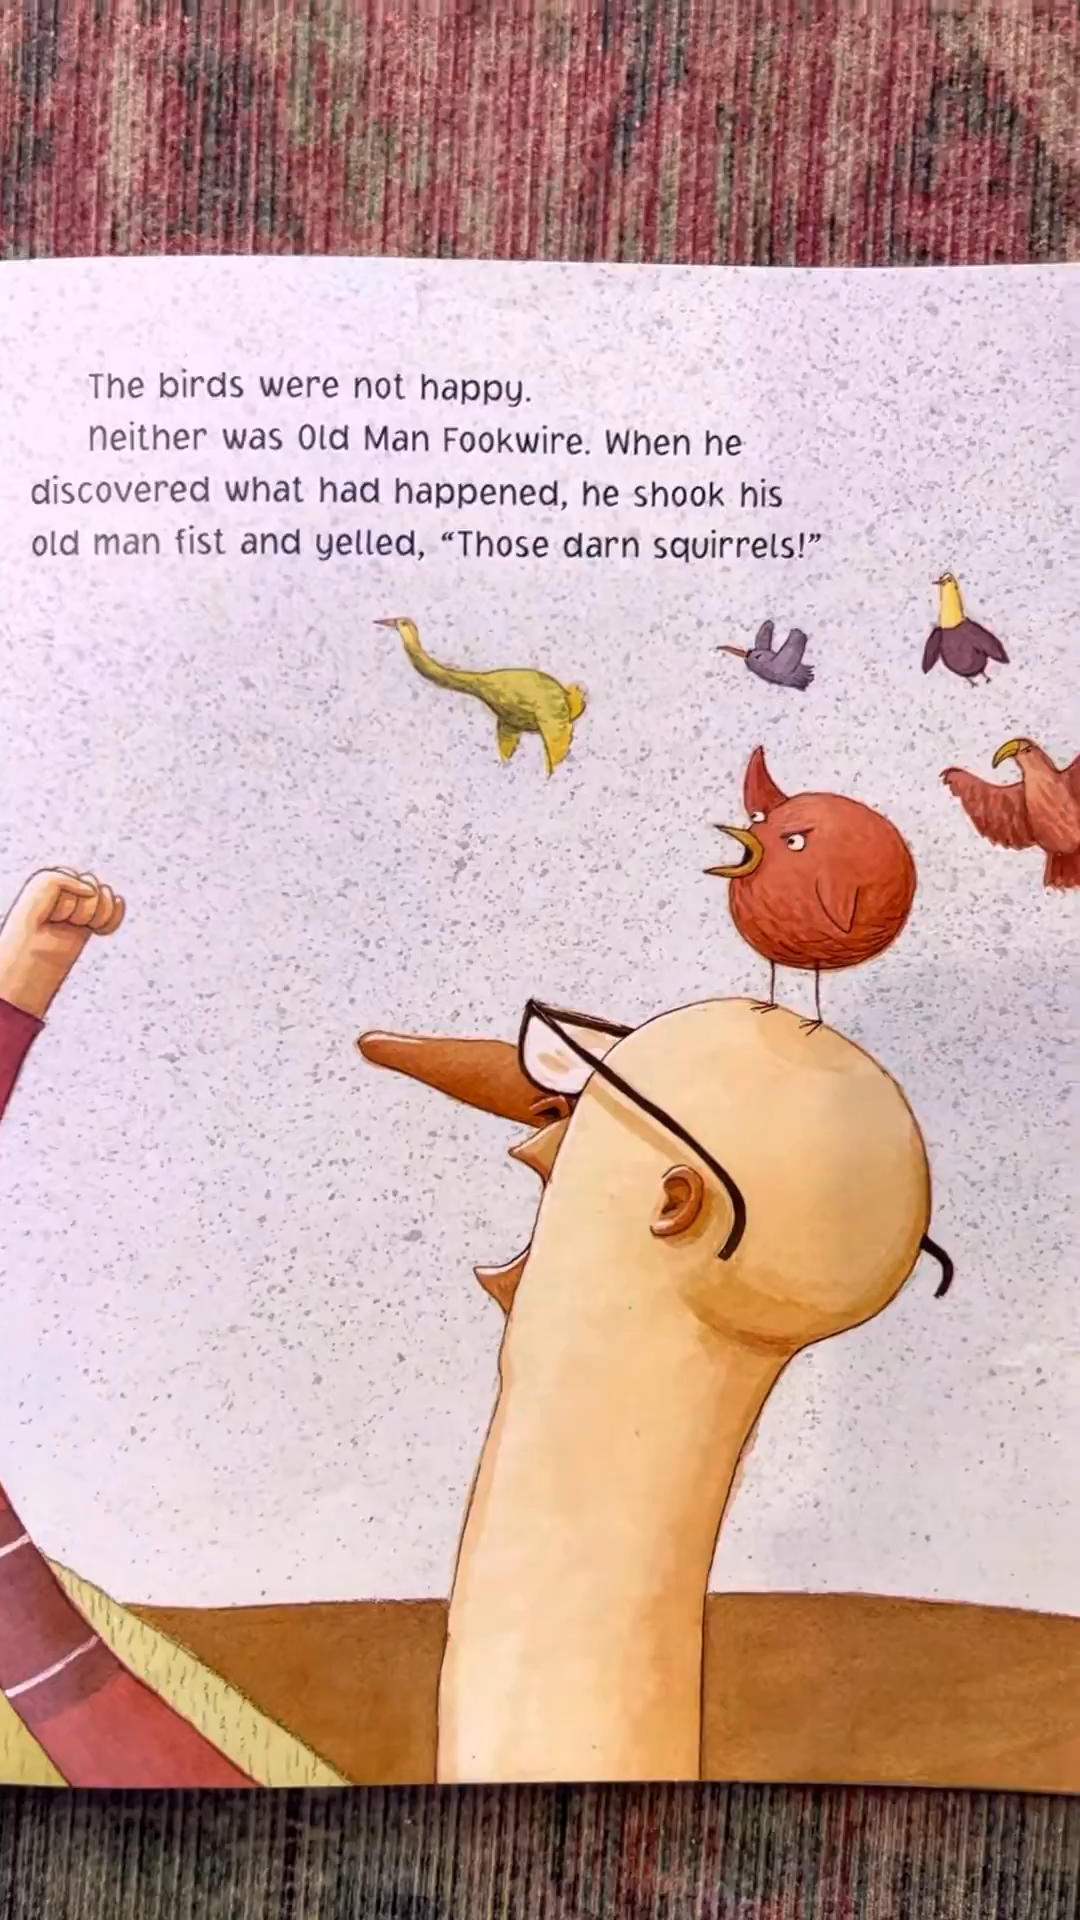 The birds were not happy.
Neither was Old Man Fookwire. When he
discovered what had happened, he shook his
old man fist and yelled, “Those darn squirrels!”